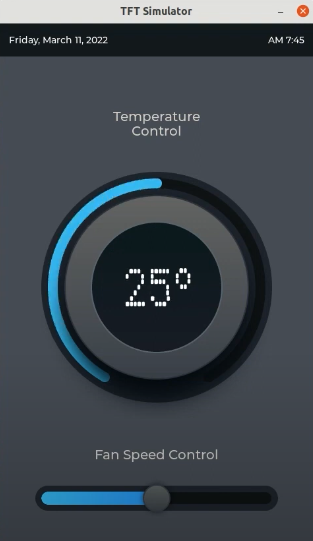 TFT Simulator
Friday, March 11, 2022
AM 7:45
Temperature
Control
25°
Fan Speed Control